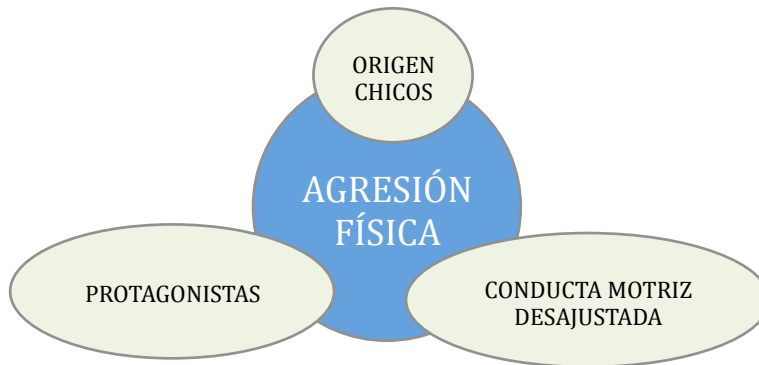 ORIGEN
CHICOS
AGRESIÓN
FÍSICA
PROTAGONISTAS
CONDUCTA MOTRIZ
DESAJUSTADA